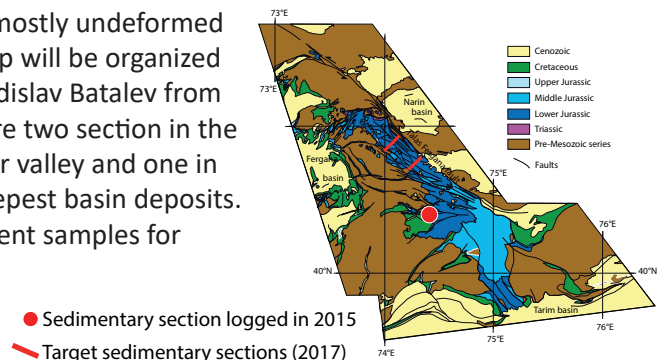 mostly undeformed
p will be organized
dislav Batalev from
re two section in the
r valley and one in
epest basin deposits.
ent samples for
Sedimentary section logged in 2015
Target sedimentary sections (2017)
73°E
73°E
Narin
basin
Talas Fergana Fault
Fergana
basin
75°E
76°E
40°N
40°N
Tarim basin
74°E
75°E
76°E
Cenozoic
Cretaceous
Upper Jurassic
Middle Jurassic
Lower Jurassic
Triassic
Pre-Mesozoic series
Faults